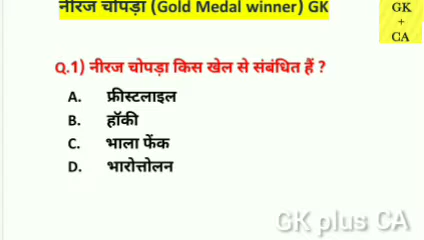 नीरज चोपड़ा (Gold Medal winner) GK
GK
+
CA
Q.1) नीरज चोपड़ा किस खेल से संबंधित हैं ?
A. फ्रीस्टलाइल
B. हॉकी
C. भाला फेंक
D. भारोत्तोलन
GK plus CA